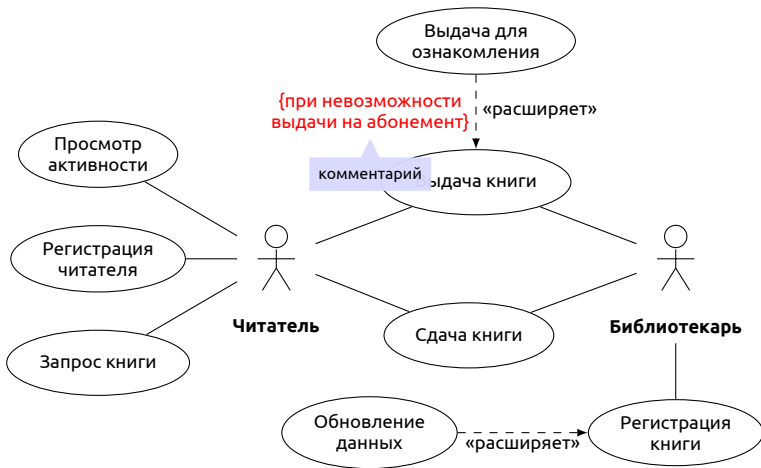 Выдача для
ознакомления
{при невозможности
выдачи на абонемент}
«расширяет»
Просмотр
активности
комментарий
Выдача книги
Регистрация
читателя
Читатель
Библиотекарь
Запрос книги
Сдача книги
Обновление
данных
«расширяет»
Регистрация
книги